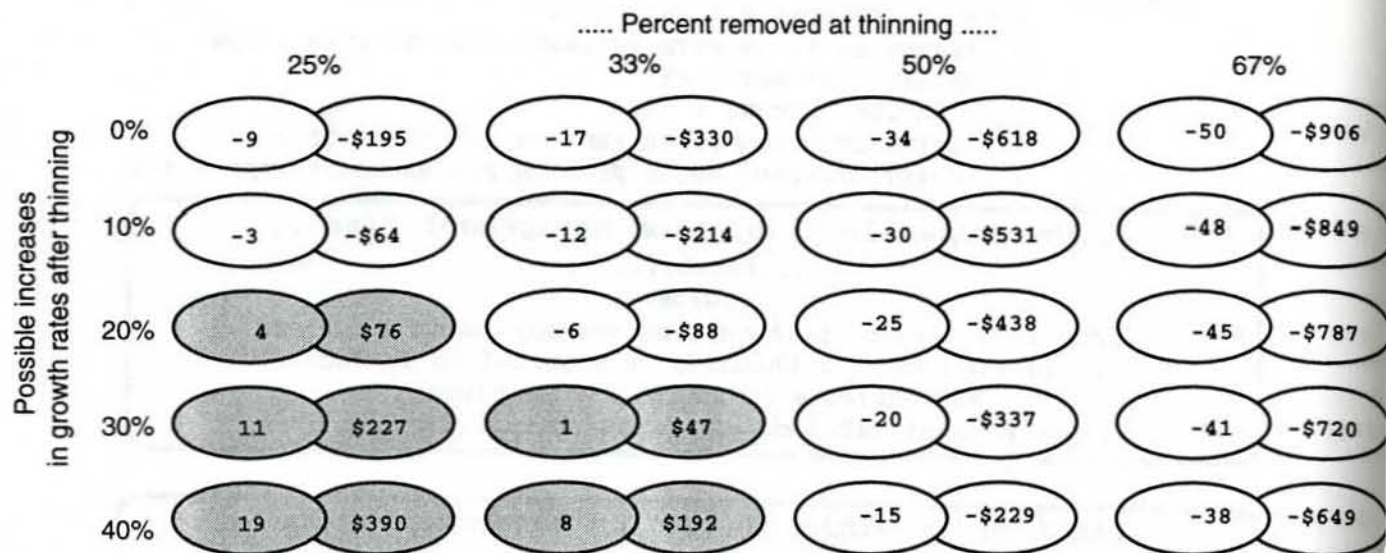 ..... Percent removed at thinning .....
25% 33% 50% 67%
Possible increases
in growth rates after thinning
0% -9 -$195 -17 -$330 -34 -$618 -50 -$906
10% -3 -$64 -12 -$214 -30 -$531 -48 -$849
20% 4 $76 -6 -$88 -25 -$438 -45 -$787
30% 11 $227 1 $47 -20 -$337 -41 -$720
40% 19 $390 8 $192 -15 -$229 -38 -$649